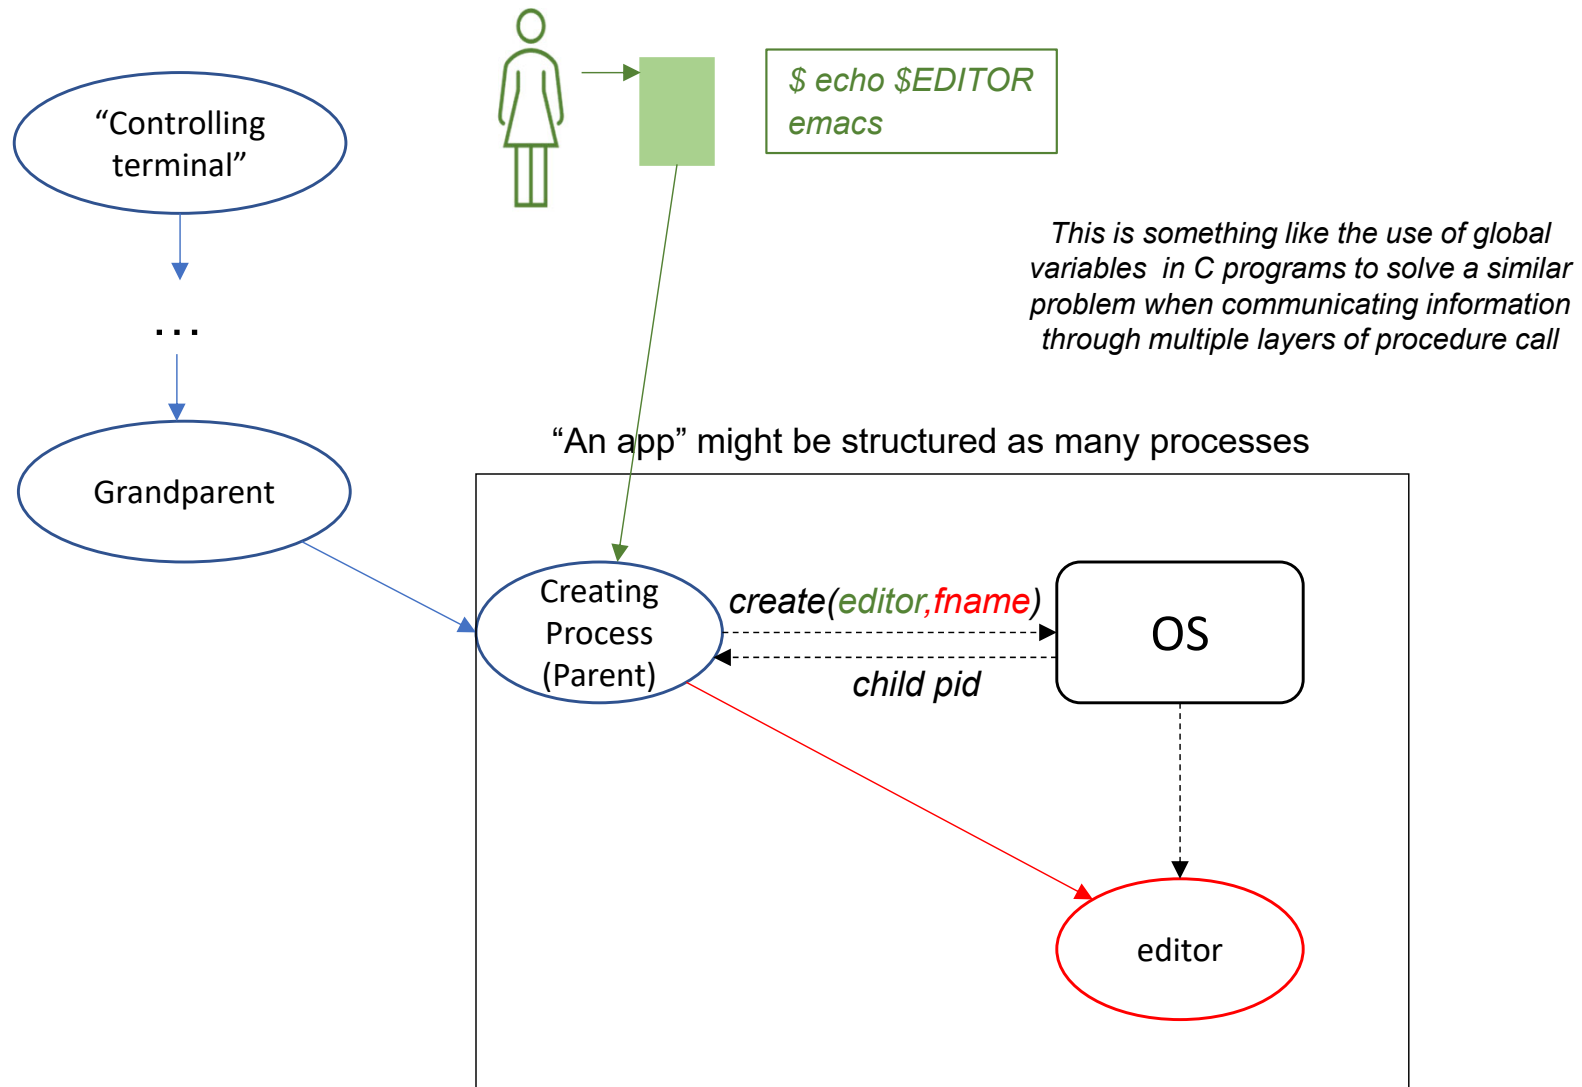 “Controlling
terminal”
$ echo $EDITOR
emacs
This is something like the use of global
variables  in C programs to solve a similar
problem when communicating information
through multiple layers of procedure call
...
“An app” might be structured as many processes
Grandparent
Creating
Process
(Parent)
create(editor,fname)
child pid
OS
editor